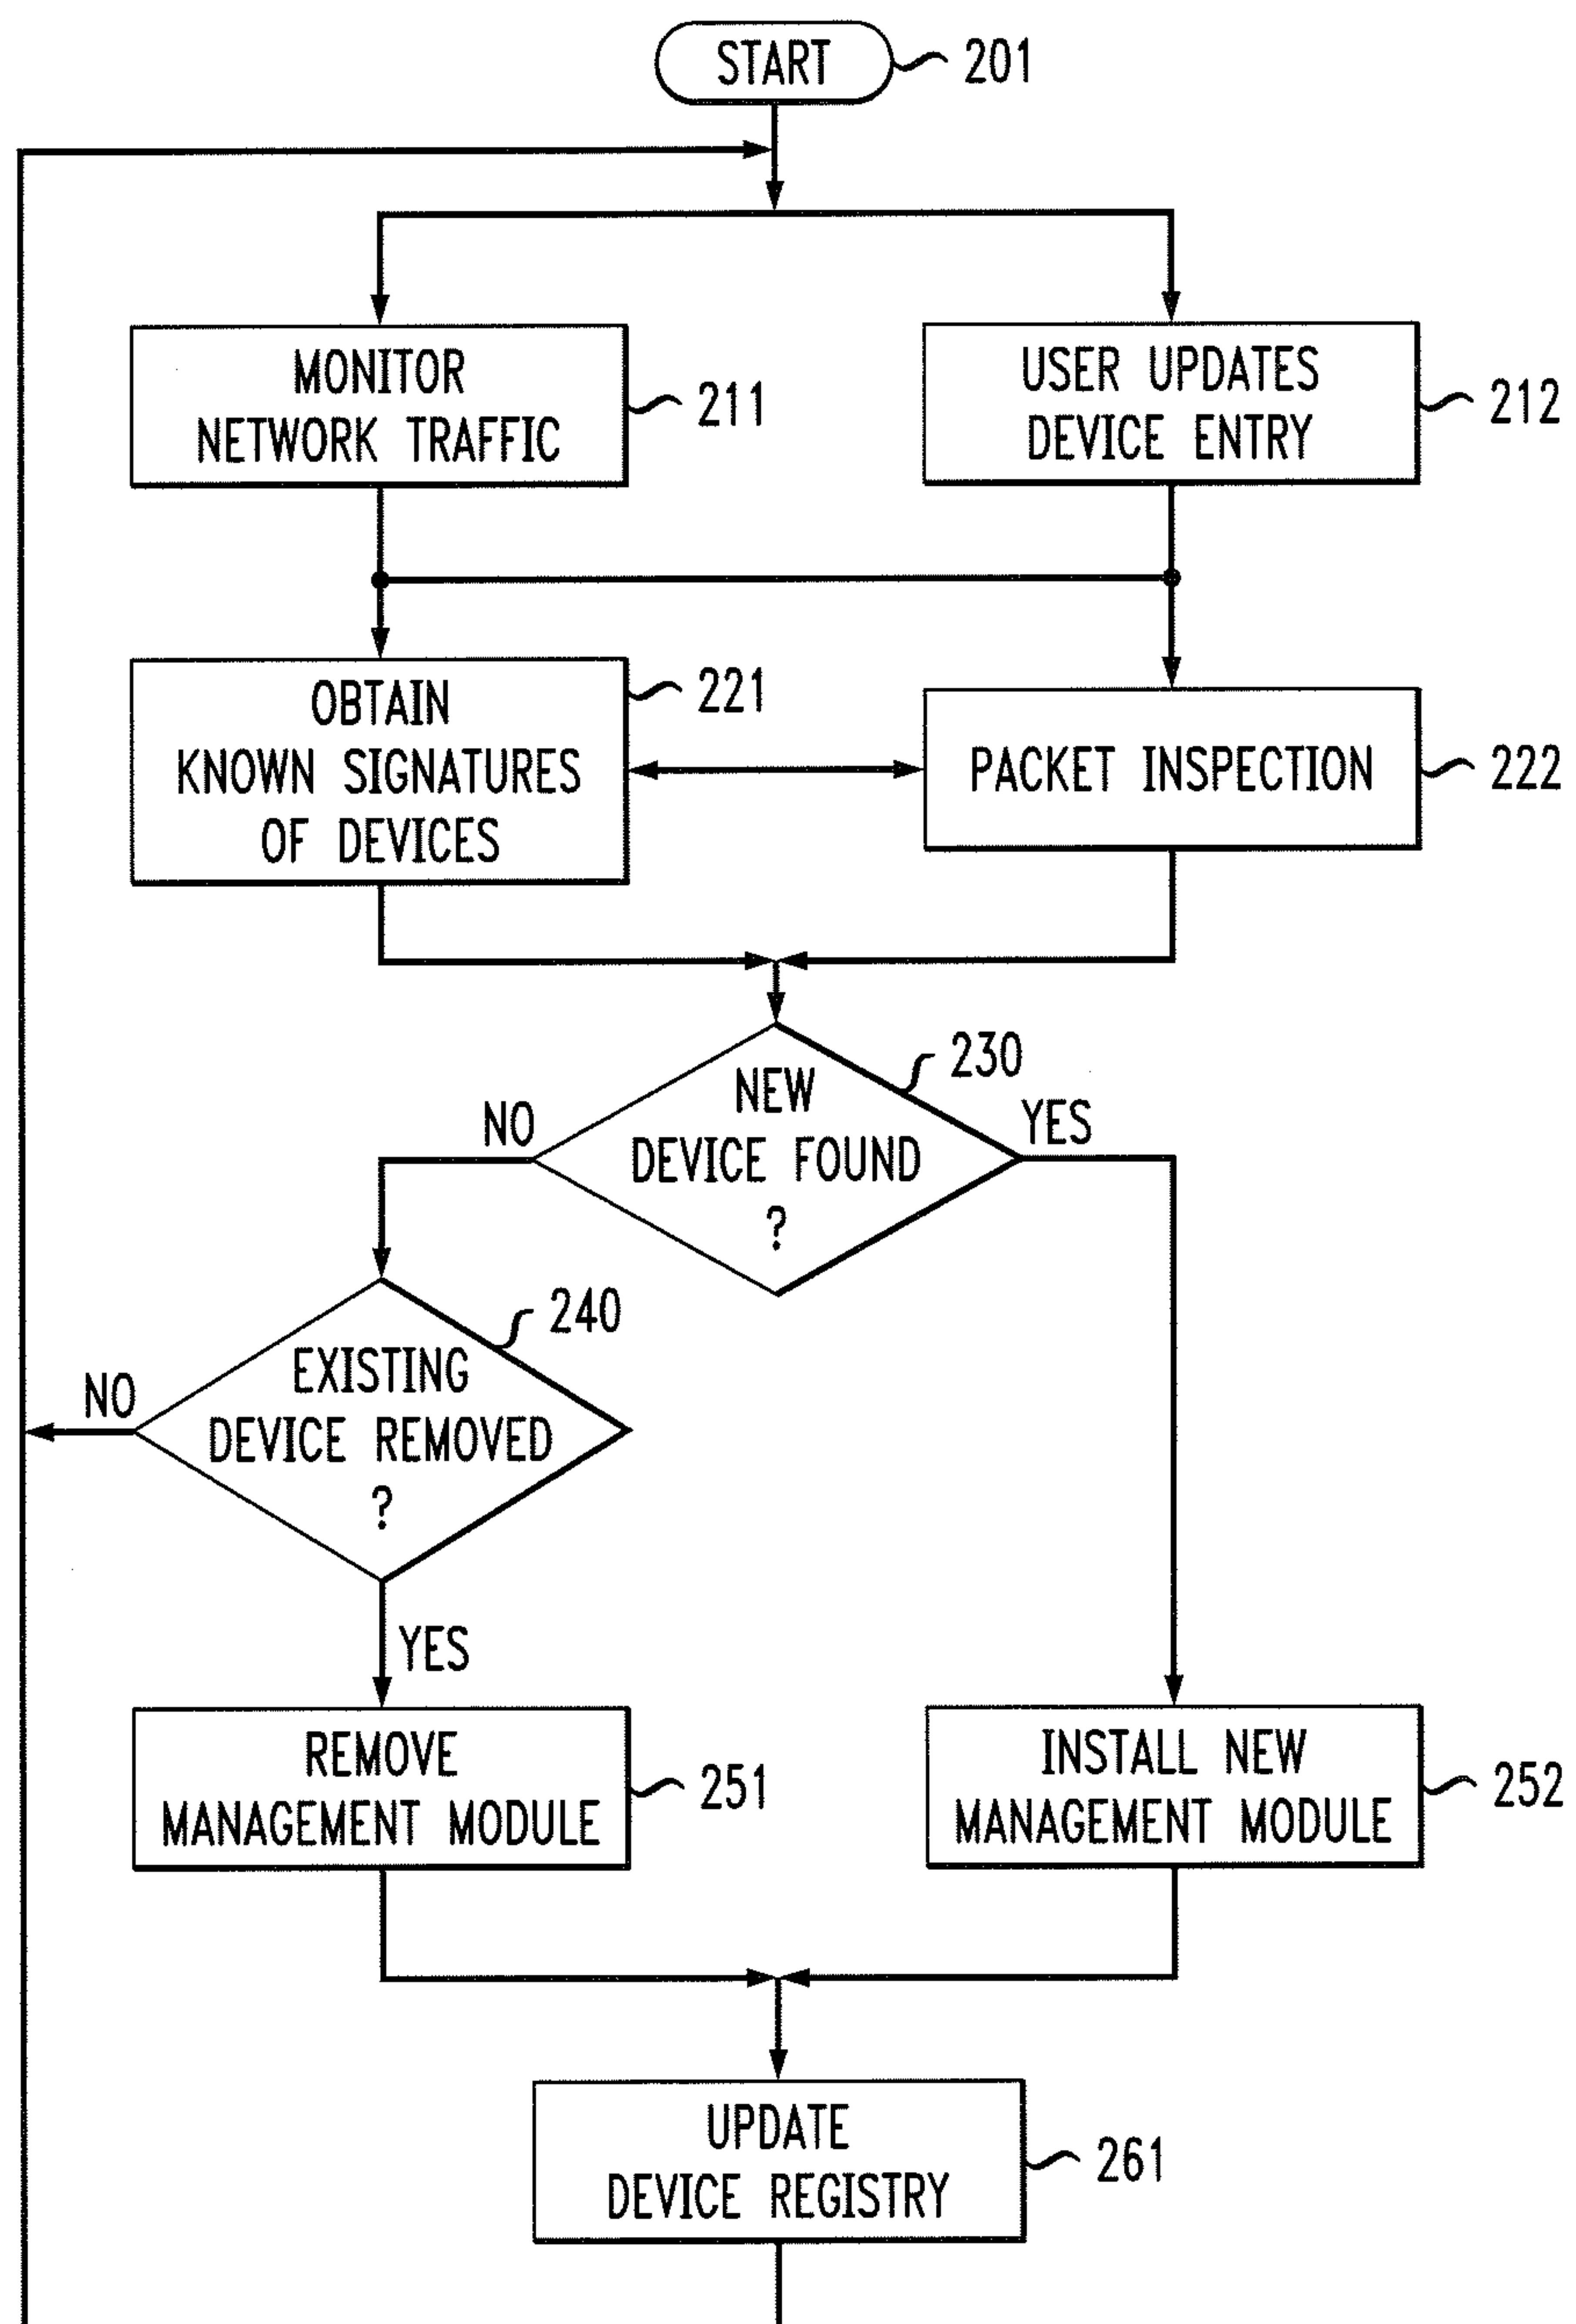 START
201
MONITOR
NETWORK TRAFFIC
211
USER UPDATES
DEVICE ENTRY
212
OBTAIN
KNOWN SIGNATURES
OF DEVICES
221
PACKET INSPECTION
222
NEW
DEVICE FOUND
?
230
NO
YES
EXISTING
DEVICE REMOVED
?
240
NO
YES
REMOVE
MANAGEMENT MODULE
251
INSTALL NEW
MANAGEMENT MODULE
252
UPDATE
DEVICE REGISTRY
261